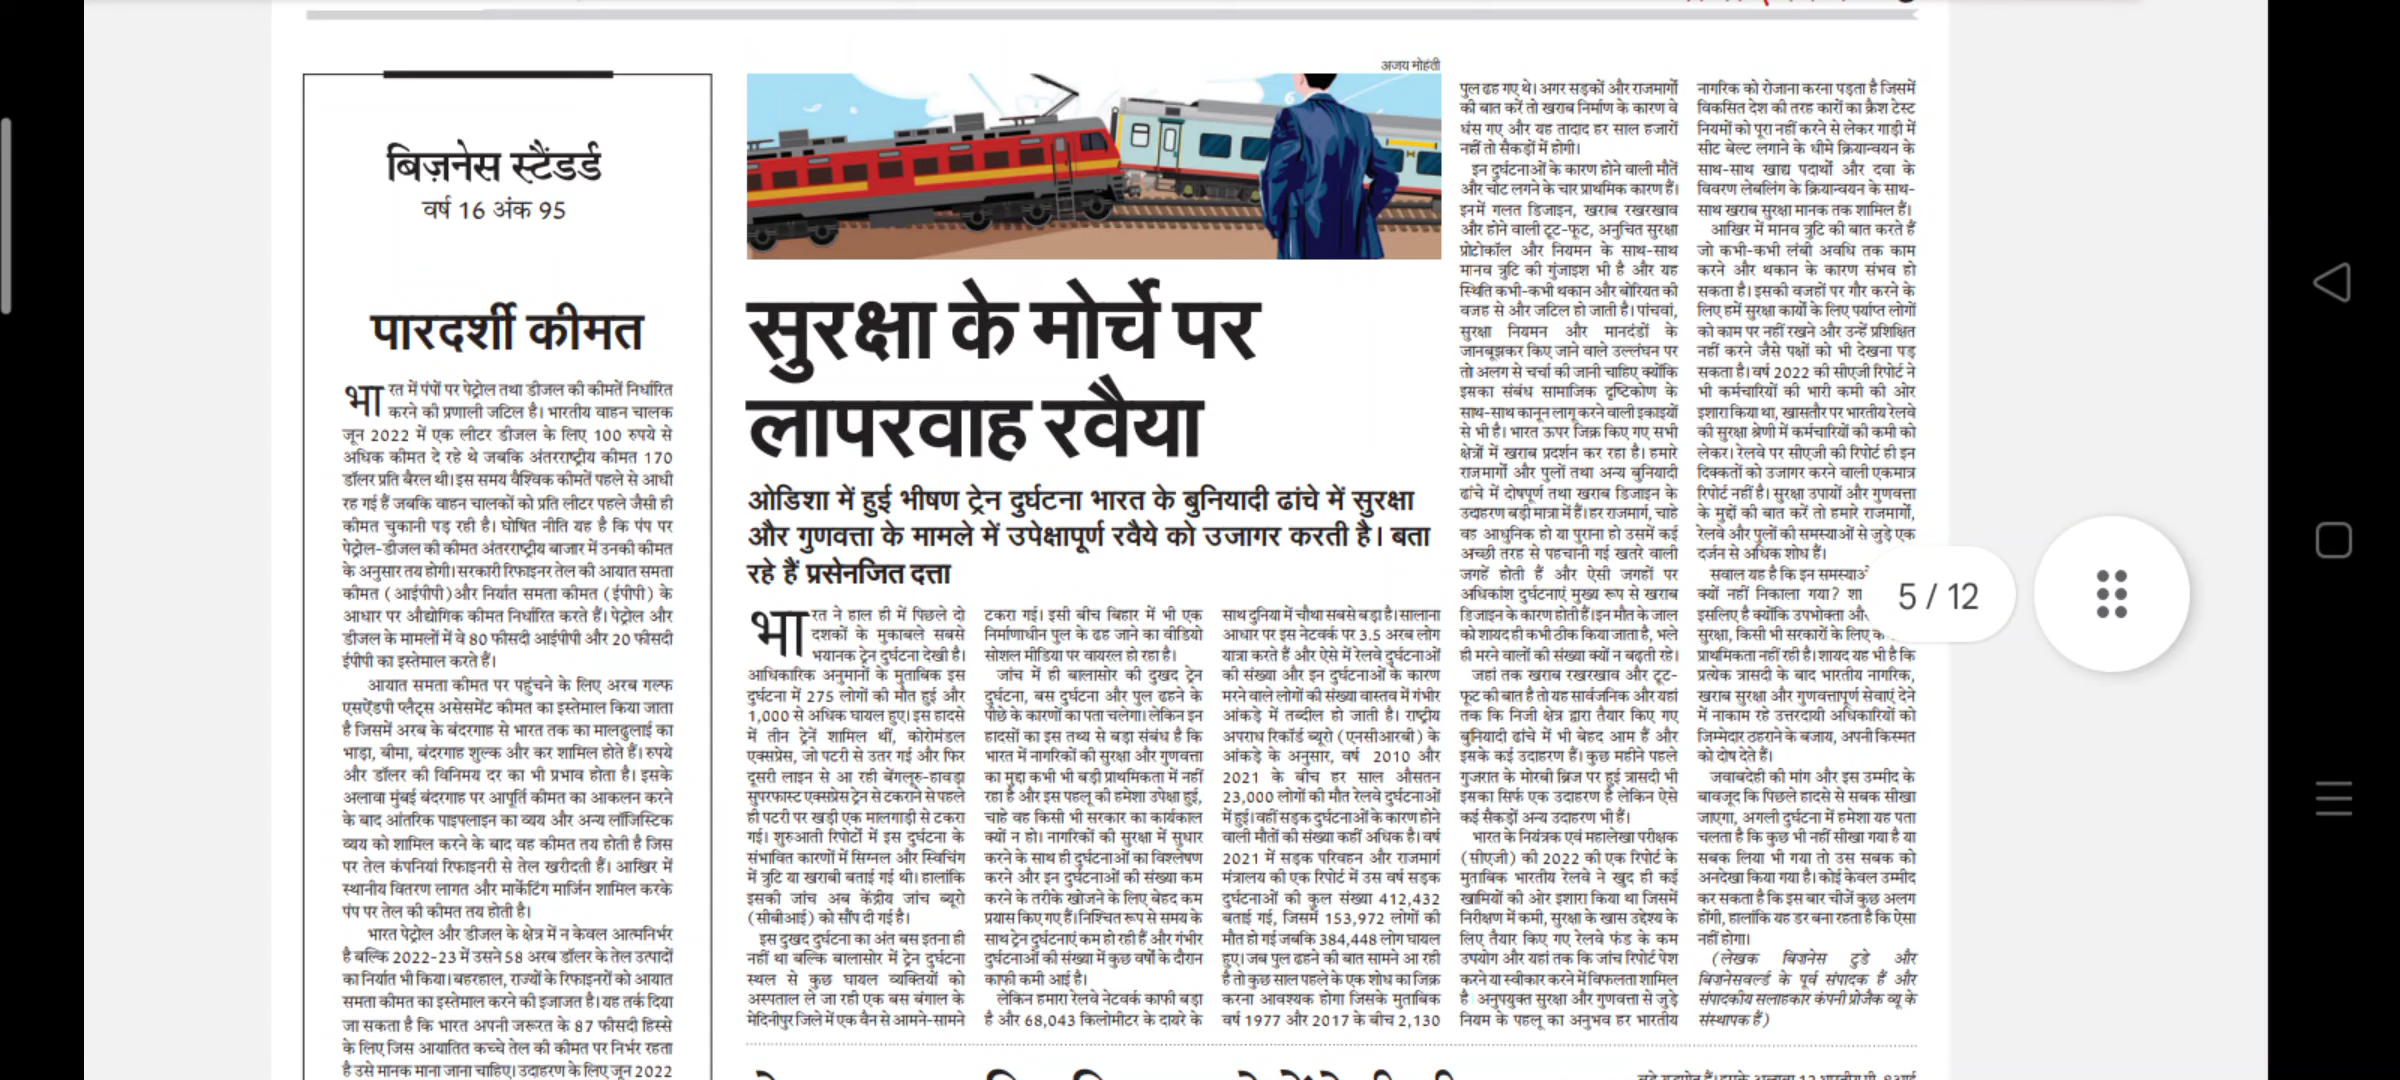 बिज़नेस स्टैंडर्ड
वर्ष 16 अंक 95
पारदर्शी कीमत
भारत में पंपों पर पेट्रोल तथा डीजल की कीमतें निर्धारित
करने की प्रणाली जटिल है। भारतीय वाहन चालक
जून 2022 में एक लीटर डीजल के लिए 100 रुपये से
अधिक कीमत दे रहे थे जबकि अंतरराष्ट्रीय कीमत 170
डॉलर प्रति बैरल थी। इस समय वैश्विक कीमतें पहले से आधी
रह गई हैं जबकि वाहन चालकों को प्रति लीटर पहले जैसी ही
कीमत चुकानी पड़ रही है। घोषित नीति यह है कि पंप पर
पेट्रोल-डीजल की कीमत अंतरराष्ट्रीय बाजार में उनकी कीमत
के अनुसार तय होगी। सरकारी रिफाइनर तेल की आयात समता
कीमत (आईपीपी)और निर्यात समता कीमत (ईपीपी) के
आधार पर औद्योगिक कीमत निर्धारित करते हैं। पेट्रोल और
डीजल के मामलों में वे 80 फीसदी आईपीपी और 20 फीसदी
ईपीपी का इस्तेमाल करते हैं।
आयात समता कीमत पर पहुंचने के लिए अरब गल्फ
एसऐंडपी प्लैट्स असेसमेंट कीमत का इस्तेमाल किया जाता
है जिसमें अरब के बंदरगाह से भारत तक का मालढुलाई का
भाड़ा, बीमा, बंदरगाह शुल्क और कर शामिल होते हैं। रुपये
और डॉलर की विनिमय दर का भी प्रभाव होता है। इसके
अलावा मुंबई बंदरगाह पर आपूर्ति कीमत का आकलन करने
के बाद आंतरिक पाइपलाइन का व्यय और अन्य लॉजिस्टिक
व्यय को शामिल करने के बाद वह कीमत तय होती है जिस
पर तेल कंपनियां रिफाइनरी से तेल खरीदती हैं। आखिर में
स्थानीय वितरण लागत और मार्केटिंग मार्जिन शामिल करके
पंप पर तेल की कीमत तय होती है।
भारत पेट्रोल और डीजल के क्षेत्र में न केवल आत्मनिर्भर
है बल्कि 2022-23 में उसने 58 अरब डॉलर के तेल उत्पादों
का निर्यात भी किया। बहरहाल, राज्यों के रिफाइनरों को आयात
समता कीमत का इस्तेमाल करने की इजाजत है। यह तर्क दिया
जा सकता है कि भारत अपनी जरूरत के 87 फीसदी हिस्से
के लिए जिस आयातित कच्चे तेल की कीमत पर निर्भर रहता
है उसे मानक माना जाना चाहिए। उदाहरण के लिए जून 2022
अजय मोहंती
सुरक्षा के मोर्चे पर
लापरवाह रवैया
ओडिशा में हुई भीषण ट्रेन दुर्घटना भारत के बुनियादी ढांचे में सुरक्षा
और गुणवत्ता के मामले में उपेक्षापूर्ण रवैये को उजागर करती है। बता
रहे हैं प्रसेनजित दत्ता
भारत ने हाल ही में पिछले दो
दशकों के मुकाबले सबसे
भयानक ट्रेन दुर्घटना देखी है।
आधिकारिक अनुमानों के मुताबिक इस
दुर्घटना में 275 लोगों की मौत हुई और
1,000 से अधिक घायल हुए। इस हादसे
में तीन ट्रेनें शामिल थीं, कोरोमंडल
एक्सप्रेस, जो पटरी से उतर गई और फिर
दूसरी लाइन से आ रही बेंगलूरु-हावड़ा
सुपरफास्ट एक्सप्रेस ट्रेन से टकराने से पहले
ही पटरी पर खड़ी एक मालगाड़ी से टकरा
गई। शुरुआती रिपोर्टों में इस दुर्घटना के
संभावित कारणों में सिग्नल और स्विचिंग
में त्रुटि या खराबी बताई गई थी। हालांकि
इसकी जांच अब केंद्रीय जांच ब्यूरो
(सीबीआई) को सौंप दी गई है।
इस दुखद दुर्घटना का अंत बस इतना ही
नहीं था बल्कि बालासोर में ट्रेन दुर्घटना
स्थल से कुछ घायल व्यक्तियों को
अस्पताल ले जा रही एक बस बंगाल के
मेदिनीपुर जिले में एक वैन से आमने-सामने
टकरा गई। इसी बीच बिहार में भी एक
निर्माणाधीन पुल के ढह जाने का वीडियो
सोशल मीडिया पर वायरल हो रहा है।
जांच में ही बालासोर की दुखद ट्रेन
दुर्घटना, बस दुर्घटना और पुल ढहने के
पीछे के कारणों का पता चलेगा। लेकिन इन
हादसों का इस तथ्य से बड़ा संबंध है कि
भारत में नागरिकों की सुरक्षा और गुणवत्ता
का मुद्दा कभी भी बड़ी प्राथमिकता में नहीं
रहा है और इस पहलू की हमेशा उपेक्षा हुई,
चाहे वह किसी भी सरकार का कार्यकाल
क्यों न हो। नागरिकों की सुरक्षा में सुधार
करने के साथ ही दुर्घटनाओं का विश्लेषण
करने और इन दुर्घटनाओं की संख्या कम
करने के तरीके खोजने के लिए बेहद कम
प्रयास किए गए हैं। निश्चित रूप से समय के
साथ ट्रेन दुर्घटनाएं कम हो रही हैं और गंभीर
दुर्घटनाओं की संख्या में कुछ वर्षों के दौरान
काफी कमी आई है।
लेकिन हमारा रेलवे नेटवर्क काफी बड़ा
है और 68,043 किलोमीटर के दायरे के
साथ दुनिया में चौथा सबसे बड़ा है। सालाना
आधार पर इस नेटवर्क पर 3.5 अरब लोग
यात्रा करते हैं और ऐसे में रेलवे दुर्घटनाओं
की संख्या और इन दुर्घटनाओं के कारण
मरने वाले लोगों की संख्या वास्तव में गंभीर
आंकड़े में तब्दील हो जाती है। राष्ट्रीय
अपराध रिकॉर्ड ब्यूरो (एनसीआरबी) के
आंकड़े के अनुसार, वर्ष 2010 और
2021 के बीच हर साल औसतन
23,000 लोगों की मौत रेलवे दुर्घटनाओं
में हुई। वहीं सड़क दुर्घटनाओं के कारण होने
वाली मौतों की संख्या कहीं अधिक है। वर्ष
2021 में सड़क परिवहन और राजमार्ग
मंत्रालय की एक रिपोर्ट में उस वर्ष सड़क
दुर्घटनाओं की कुल संख्या 412,432
बताई गई, जिसमें 153,972 लोगों की
मौत हो गई जबकि 384,448 लोग घायल
हुए। जब पुल ढहने की बात सामने आ रही
है तो कुछ साल पहले के एक शोध का जिक्र
करना आवश्यक होगा जिसके मुताबिक
वर्ष 1977 और 2017 के बीच 2,130
पुल ढह गए थे। अगर सड़कों और राजमार्गों
की बात करें तो खराब निर्माण के कारण वे
धंस गए और यह तादाद हर साल हजारों
नहीं तो सैकड़ों में होगी।
इन दुर्घटनाओं के कारण होने वाली मौतें
और चोट लगने के चार प्राथमिक कारण हैं।
इनमें गलत डिजाइन, खराब रखरखाव
और होने वाली टूट-फूट, अनुचित सुरक्षा
प्रोटोकॉल और नियमन के साथ-साथ
मानव त्रुटि की गुंजाइश भी है और यह
स्थिति कभी-कभी थकान और बोरियत की
वजह से और जटिल हो जाती है। पांचवां,
सुरक्षा नियमन और मानदंडों के
जानबूझकर किए जाने वाले उल्लंघन पर
तो अलग से चर्चा की जानी चाहिए क्योंकि
इसका संबंध सामाजिक दृष्टिकोण के
साथ-साथ कानून लागू करने वाली इकाइयों
से भी है। भारत ऊपर जिक्र किए गए सभी
क्षेत्रों में खराब प्रदर्शन कर रहा है। हमारे
राजमार्गों और पुलों तथा अन्य बुनियादी
ढांचे में दोषपूर्ण तथा खराब डिजाइन के
उदाहरण बड़ी मात्रा में हैं। हर राजमार्ग, चाहे
वह आधुनिक हो या पुराना हो उसमें कई
अच्छी तरह से पहचानी गई खतरे वाली
जगहें होती हैं और ऐसी जगहों पर
अधिकांश दुर्घटनाएं मुख्य रूप से खराब
डिजाइन के कारण होती हैं। इन मौत के जाल
को शायद ही कभी ठीक किया जाता है, भले
ही मरने वालों की संख्या क्यों न बढ़ती रहे।
जहां तक खराब रखरखाव और टूट-
फूट की बात है तो यह सार्वजनिक और यहां
तक कि निजी क्षेत्र द्वारा तैयार किए गए
बुनियादी ढांचे में भी बेहद आम हैं और
इसके कई उदाहरण हैं। कुछ महीने पहले
गुजरात के मोरबी ब्रिज पर हुई त्रासदी भी
इसका सिर्फ एक उदाहरण है लेकिन ऐसे
कई सैकड़ों अन्य उदाहरण भी हैं।
भारत के नियंत्रक एवं महालेखा परीक्षक
(सीएजी) की 2022 की एक रिपोर्ट के
मुताबिक भारतीय रेलवे ने खुद ही कई
खामियों की ओर इशारा किया था जिसमें
निरीक्षण में कमी, सुरक्षा के खास उद्देश्य के
लिए तैयार किए गए रेलवे फंड के कम
उपयोग और यहां तक कि जांच रिपोर्ट पेश
करने या स्वीकार करने में विफलता शामिल
है। अनुपयुक्त सुरक्षा और गुणवत्ता से जुड़े
नियम के पहलू का अनुभव हर भारतीय
नागरिक को रोजाना करना पड़ता है जिसमें
विकसित देश की तरह कारों का क्रैश टेस्ट
नियमों को पूरा नहीं करने से लेकर गाड़ी में
सीट बेल्ट लगाने के धीमे क्रियान्वयन के
साथ-साथ खाद्य पदार्थों और दवा के
विवरण लेबलिंग के क्रियान्वयन के साथ-
साथ खराब सुरक्षा मानक तक शामिल हैं।
आखिर में मानव त्रुटि की बात करते हैं
जो कभी-कभी लंबी अवधि तक काम
करने और थकान के कारण संभव हो
सकता है। इसकी वजहों पर गौर करने के
लिए हमें सुरक्षा कार्यों के लिए पर्याप्त लोगों
को काम पर नहीं रखने और उन्हें प्रशिक्षित
नहीं करने जैसे पक्षों को भी देखना पड़
सकता है। वर्ष 2022 की सीएजी रिपोर्ट ने
भी कर्मचारियों की भारी कमी की ओर
इशारा किया था, खासतौर पर भारतीय रेलवे
की सुरक्षा श्रेणी में कर्मचारियों की कमी को
लेकर। रेलवे पर सीएजी की रिपोर्ट ही इन
दिक्कतों को उजागर करने वाली एकमात्र
रिपोर्ट नहीं है। सुरक्षा उपायों और गुणवत्ता
के मुद्दों की बात करें तो हमारे राजमार्गों,
रेलवे और पुलों की समस्याओं से जुड़े एक
दर्जन से अधिक शोध हैं।
सवाल यह है कि इन
क्यों नहीं निकाला गया?
इसलिए है क्योंकि उपभोक्ता
सुरक्षा, किसी भी सरकारों के लिए
प्राथमिकता नहीं रही है। शायद यह भी है कि
प्रत्येक त्रासदी के बाद भारतीय नागरिक,
खराब सुरक्षा और गुणवत्तापूर्ण सेवाएं देने
में नाकाम रहे उत्तरदायी अधिकारियों को
जिम्मेदार ठहराने के बजाय, अपनी किस्मत
को दोष देते हैं।
जवाबदेही की मांग और इस उम्मीद के
बावजूद कि पिछले हादसे से सबक सीखा
जाएगा, अगली दुर्घटना में हमेशा यह पता
चलता है कि कुछ भी नहीं सीखा गया है या
सबक लिया भी गया तो उस सबक को
अनदेखा किया गया है। कोई केवल उम्मीद
कर सकता है कि इस बार चीजें कुछ अलग
होंगी, हालांकि यह डर बना रहता है कि ऐसा
नहीं होगा।
(लेखक बिज़नेस टुडे और
बिज़नेसवर्ल्ड के पूर्व संपादक हैं और
संपादकीय सलाहकार कंपनी प्रोजैक व्यू के
संस्थापक हैं)
5 / 12